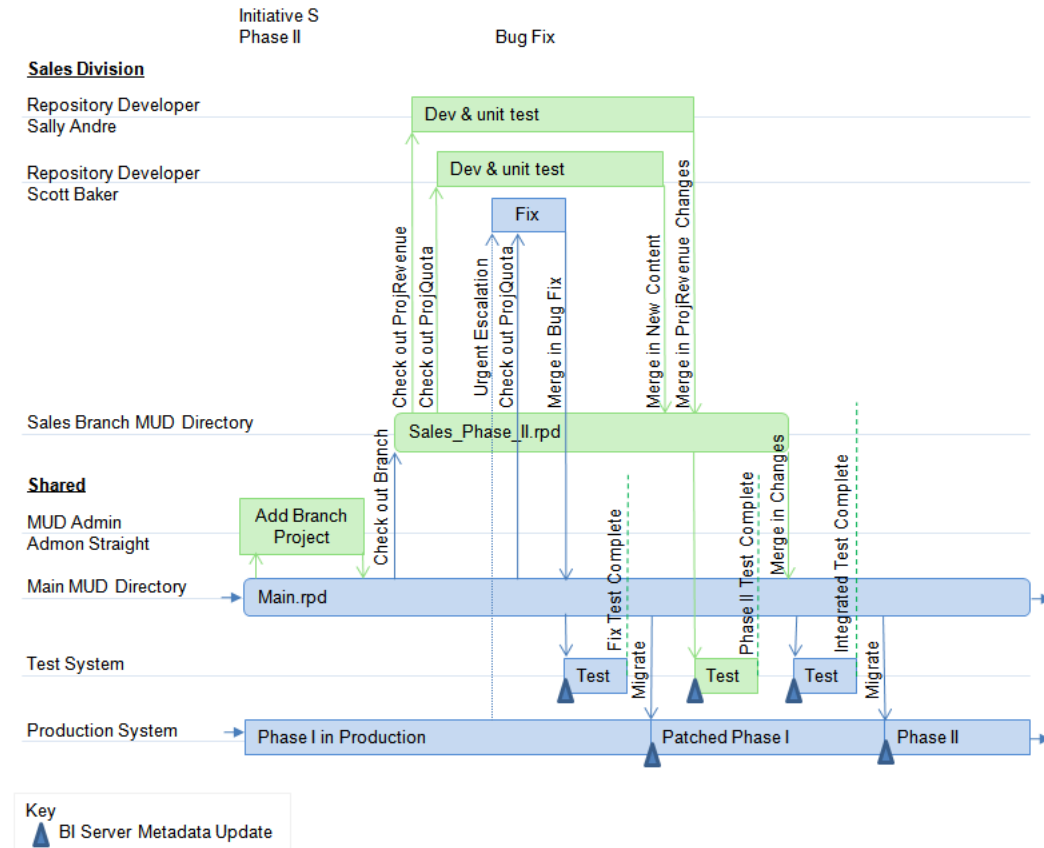 Initiative S
Phase II
Bug Fix
Sales Division
Repository Developer
Sally Andre
Dev & unit test
Repository Developer
Scott Baker
Dev & unit test
Fix
Check out ProjRevenue
Check out ProjQuota
Urgent Escalation
Check out ProjQuota
Merge in Bug Fix
Merge in New Content
Merge in ProjRevenue Changes
Sales Branch MUD Directory
Sales_Phase_II.rpd
Shared
MUD Admin
Admon Straight
Add Branch
Project
Check out Branch
Fix Test Complete
Phase II Test Complete
Merge in Changes
Integrated Test Complete
Main MUD Directory
Main.rpd
Test System
Test
Migrate
Test
Test
Migrate
Production System
Phase I in Production
Patched Phase I
Phase II
Key
BI Server Metadata Update